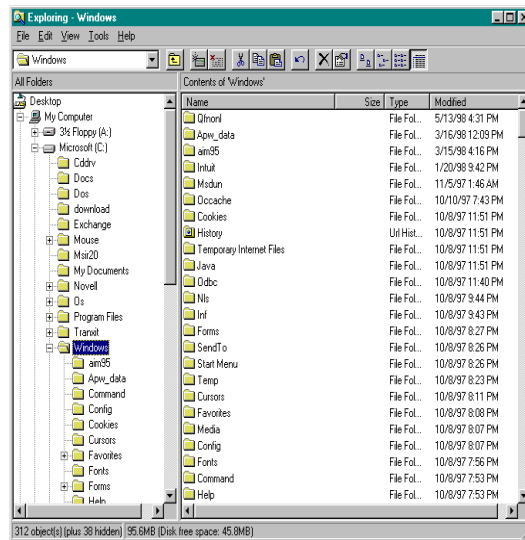 Exploring - Windows
File Edit View Tools Help
Windows
All Folders
Contents of 'Windows'
Desktop
My Computer
3½ Floppy (A:)
Microsoft (C:)
Cddrv
Docs
Dos
download
Exchange
Mouse
Msir20
My Documents
Novell
Os
Program Files
Tranxit
Windows
aim95
Apw_data
Command
Config
Cookies
Cursors
Favorites
Fonts
Forms
Help
Name Size Type Modified
Qfnonl File Fol... 5/13/98 4:31 PM
Apw_data File Fol... 3/16/98 12:09 PM
aim95 File Fol... 3/15/98 4:16 PM
Intuit File Fol... 1/20/98 9:42 PM
Msdun File Fol... 11/5/97 1:46 AM
Occache File Fol... 10/10/97 7:43 PM
Cookies File Fol... 10/8/97 11:51 PM
History Url Hist... 10/8/97 11:51 PM
Temporary Internet Files File Fol... 10/8/97 11:51 PM
Java File Fol... 10/8/97 11:51 PM
Odbc File Fol... 10/8/97 11:40 PM
Nls File Fol... 10/8/97 9:44 PM
Inf File Fol... 10/8/97 9:43 PM
Forms File Fol... 10/8/97 8:27 PM
SendTo File Fol... 10/8/97 8:26 PM
Start Menu File Fol... 10/8/97 8:26 PM
Temp File Fol... 10/8/97 8:23 PM
Cursors File Fol... 10/8/97 8:11 PM
Favorites File Fol... 10/8/97 8:08 PM
Media File Fol... 10/8/97 8:07 PM
Config File Fol... 10/8/97 8:07 PM
Fonts File Fol... 10/8/97 7:56 PM
Command File Fol... 10/8/97 7:53 PM
Help File Fol... 10/8/97 7:53 PM
312 object(s) (plus 38 hidden) 95.6MB (Disk free space: 45.8MB)